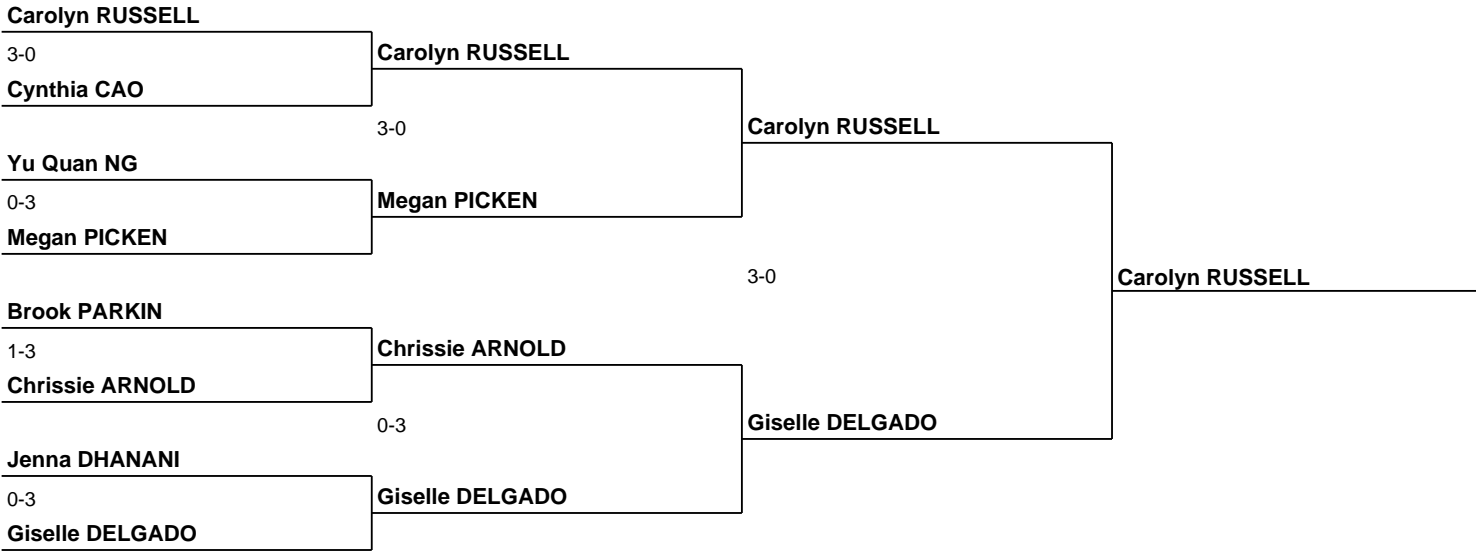 Carolyn RUSSELL
3-0
Carolyn RUSSELL
Cynthia CAO
3-0
Carolyn RUSSELL
Yu Quan NG
0-3
Megan PICKEN
Megan PICKEN
3-0
Carolyn RUSSELL
Brook PARKIN
1-3
Chrissie ARNOLD
Chrissie ARNOLD
0-3
Giselle DELGADO
Jenna DHANANI
0-3
Giselle DELGADO
Giselle DELGADO